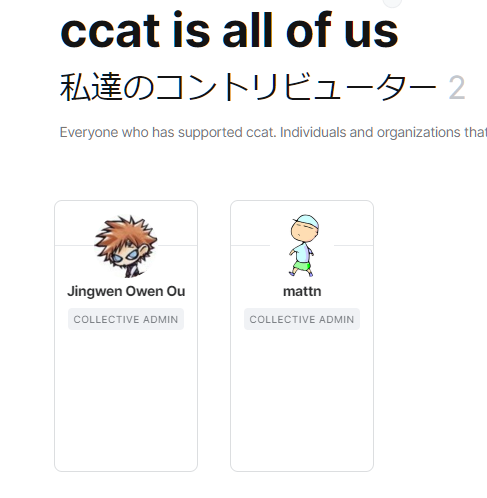 ccat is all of us
私達のコントリビューター 2
Everyone who has supported ccat. Individuals and organizations that
Jingwen Owen Ou
COLLECTIVE ADMIN
mattn
COLLECTIVE ADMIN